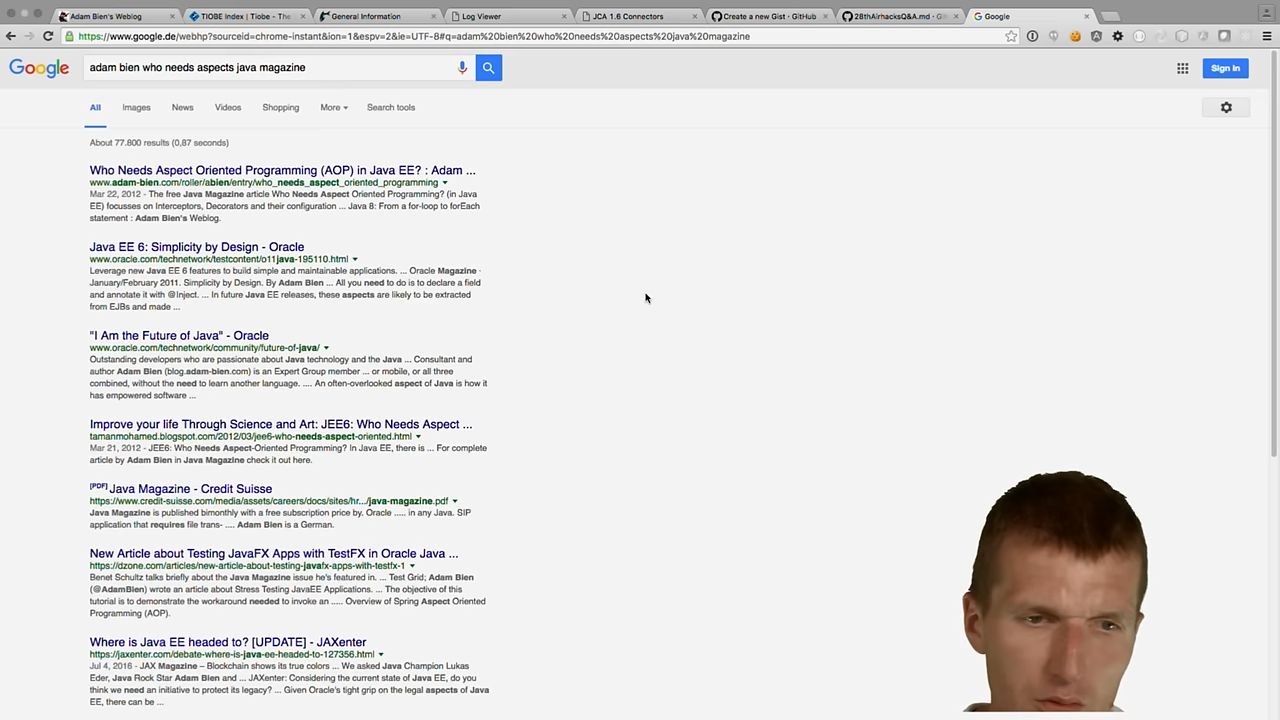 Adam Bien's Weblog
TIOBE Index | Tiobe - The
General Information
Log Viewer
JCA 1.6 Connectors
Create a new Gist · GitHub
28thAirhacksQ&A.md · Git
Google
https://www.google.de/webhp?sourceid=chrome-instant&ion=1&espv=2&ie=UTF-8#q=adam%20bien%20who%20needs%20aspects%20java%20magazine
Google
adam bien who needs aspects java magazine
Sign in
All Images News Videos Shopping More Search tools
About 77.800 results (0,87 seconds)
Who Needs Aspect Oriented Programming (AOP) in Java EE? : Adam ...
www.adam-bien.com/roller/abien/entry/who_needs_aspect_oriented_programming
Mar 22, 2012 - The free Java Magazine article Who Needs Aspect Oriented Programming? (in Java
EE) focusses on Interceptors, Decorators and their configuration ... Java 8: From a for-loop to forEach
statement : Adam Bien's Weblog.
Java EE 6: Simplicity by Design - Oracle
www.oracle.com/technetwork/testcontent/o11java-195110.html
Leverage new Java EE 6 features to build simple and maintainable applications. ... Oracle Magazine ·
January/February 2011. Simplicity by Design. By Adam Bien ... All you need to do is to declare a field
and annotate it with @Inject. ... In future Java EE releases, these aspects are likely to be extracted
from EJBs and made ...
"I Am the Future of Java" - Oracle
www.oracle.com/technetwork/community/future-of-java/
Outstanding developers who are passionate about Java technology and the Java ... Consultant and
author Adam Bien (blog.adam-bien.com) is an Expert Group member ... or mobile, or all three
combined, without the need to learn another language. .... An often-overlooked aspect of Java is how it
has empowered software ...
Improve your life Through Science and Art: JEE6: Who Needs Aspect ...
tamanmohamed.blogspot.com/2012/03/jee6-who-needs-aspect-oriented.html
Mar 21, 2012 - JEE6: Who Needs Aspect-Oriented Programming? In Java EE, there is ... For complete
article by Adam Bien in Java Magazine check it out here.
[PDF] Java Magazine - Credit Suisse
https://www.credit-suisse.com/media/assets/careers/docs/sites/hr.../java-magazine.pdf
Java Magazine is published bimonthly with a free subscription price by. Oracle ..... in any Java. SIP
application that requires file trans- .... Adam Bien is a German.
New Article about Testing JavaFX Apps with TestFX in Oracle Java ...
https://dzone.com/articles/new-article-about-testing-javafx-apps-with-testfx-1
Benet Schultz talks briefly about the Java Magazine issue he's featured in. ... Test Grid; Adam Bien
(@AdamBien) wrote an article about Stress Testing JavaEE Applications. ... The objective of this
tutorial is to demonstrate the workaround needed to invoke an ..... Overview of Spring Aspect Oriented
Programming (AOP).
Where is Java EE headed to? [UPDATE] - JAXenter
https://jaxenter.com/debate-where-is-java-ee-headed-to-127356.html
Jul 4, 2016 - JAX Magazine – Blockchain shows its true colors ... We asked Java Champion Lukas
Eder, Java Rock Star Adam Bien and ... JAXenter: Considering the current state of Java EE, do you
think we need an initiative to protect its legacy? ... Given Oracle's tight grip on the legal aspects of Java
EE, there can be ...